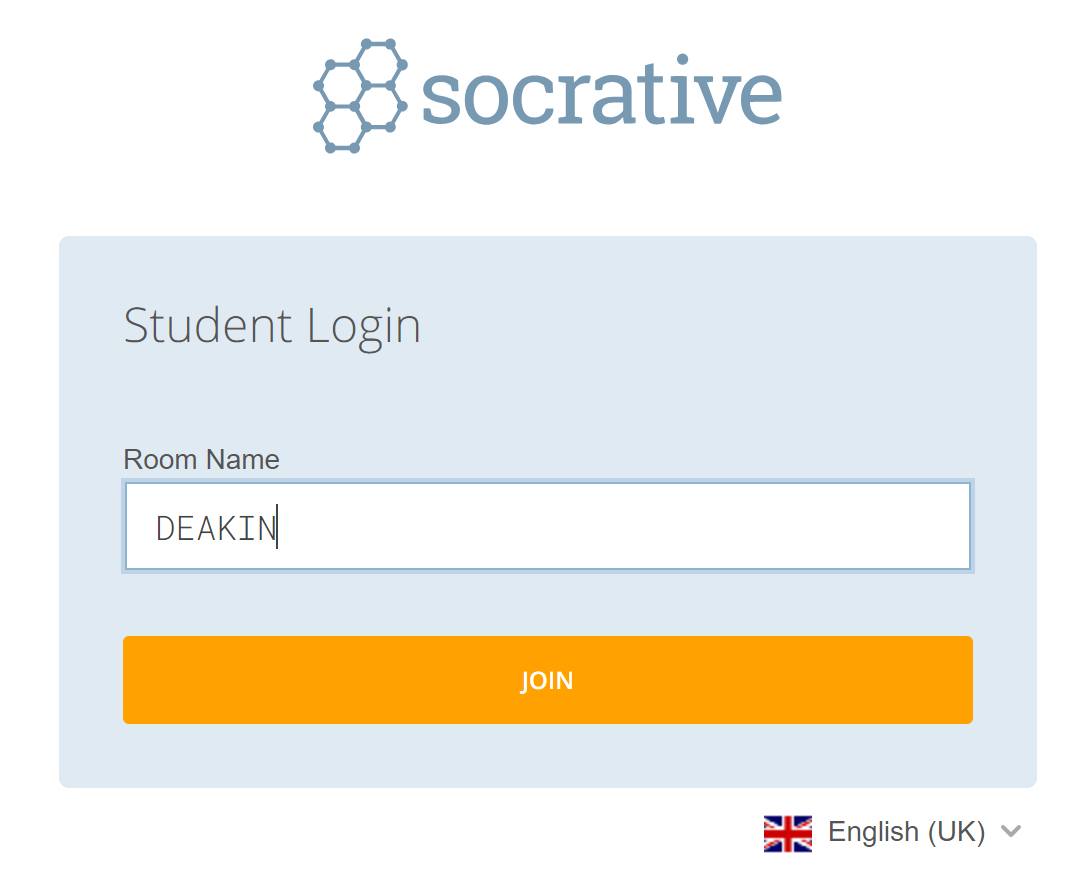 socrative
Student Login
Room Name
DEAKIN
JOIN
English (UK)